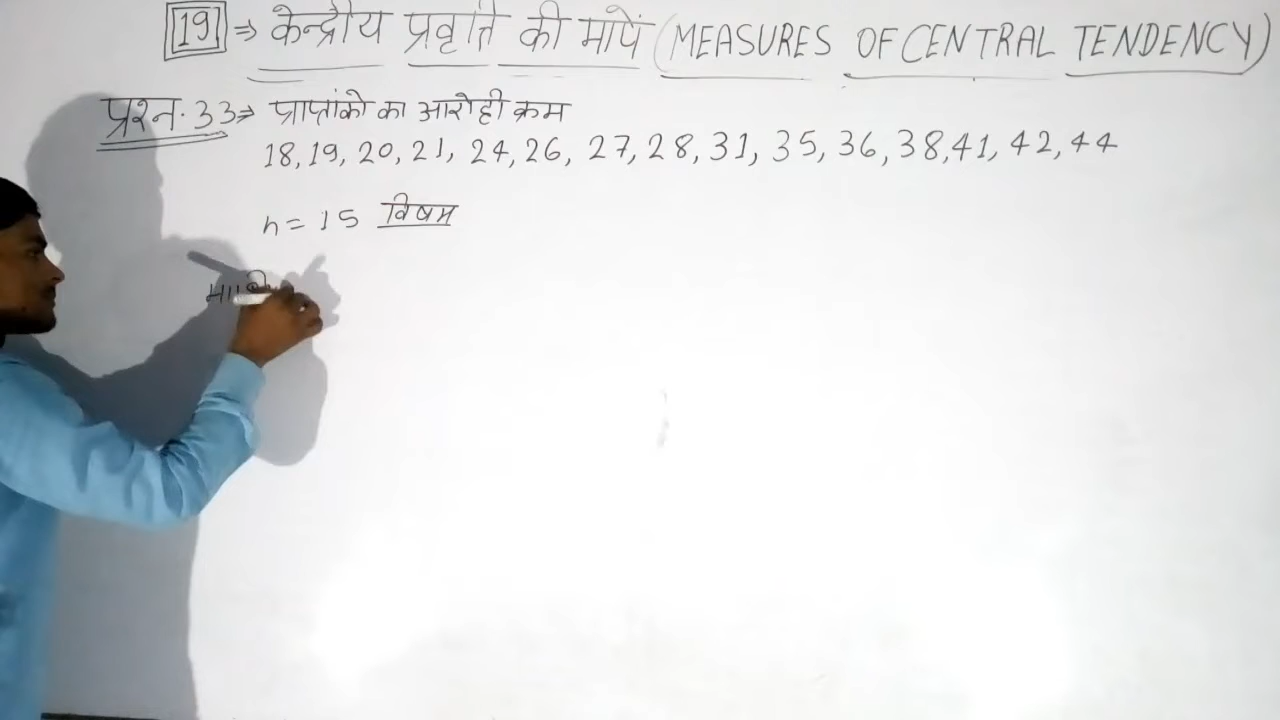 19 ⇒ केन्द्रीय प्रवृत्ति की मापें (MEASURES OF CENTRAL TENDENCY)
प्रश्न.33⇒ प्राप्तांको का आरोही क्रम
18, 19, 20, 21, 24, 26, 27, 28, 31, 35, 36, 38, 41, 42, 44
n = 15 विषम